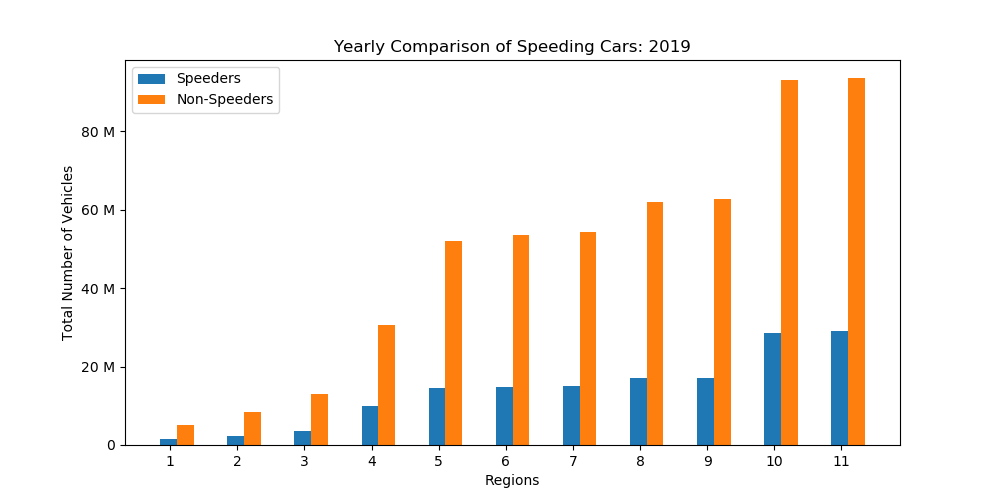 Yearly Comparison of Speeding Cars: 2019
Speeders
Non-Speeders
Total Number of Vehicles
80 M
60 M
40 M
20 M
0
1 2 3 4 5 6 7 8 9 10 11
Regions